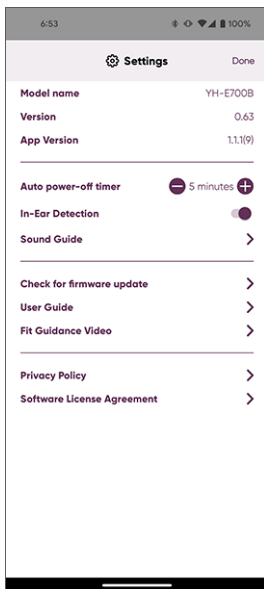 6:53 100%
Settings Done
Model name YH-E700B
Version 0.63
App Version 1.1.1(9)
Auto power-off timer 5 minutes
In-Ear Detection
Sound Guide
Check for firmware update
User Guide
Fit Guidance Video
Privacy Policy
Software License Agreement